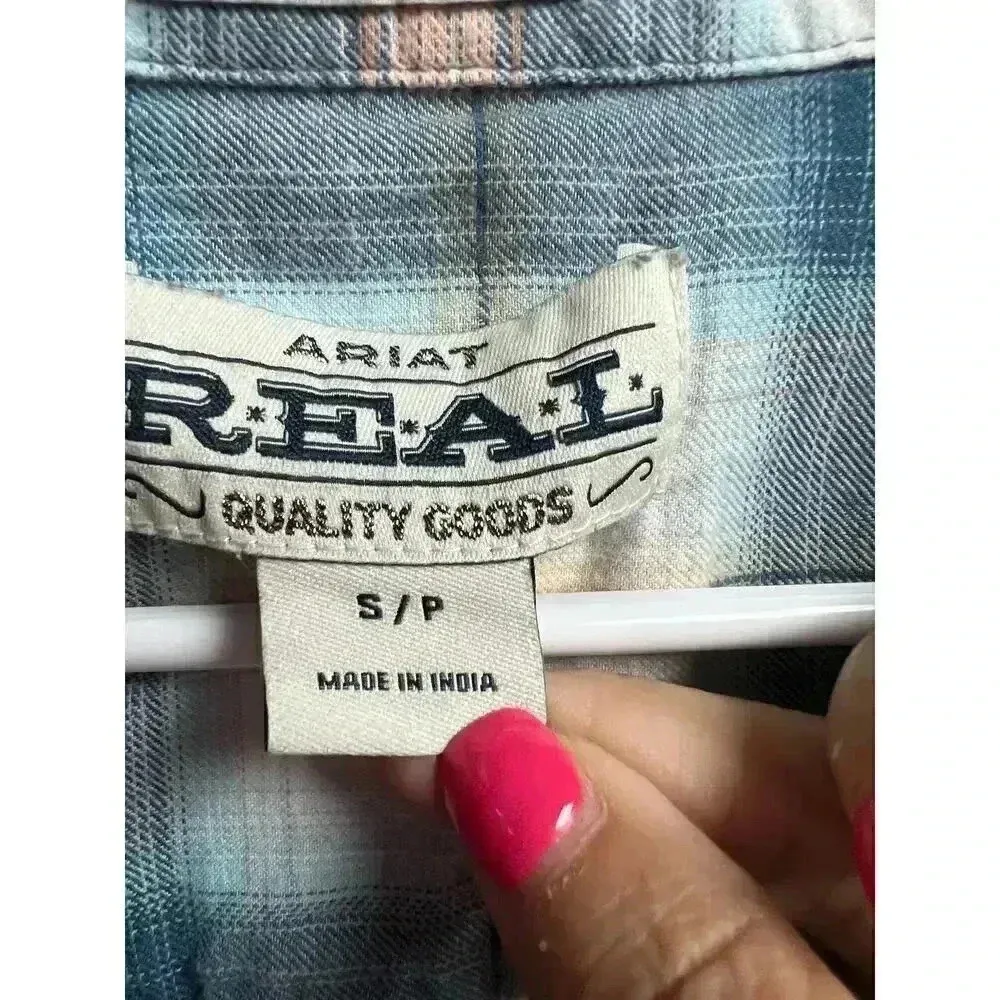 ARIAT
R.E.A.L.
QUALITY GOODS
S / P
MADE IN INDIA